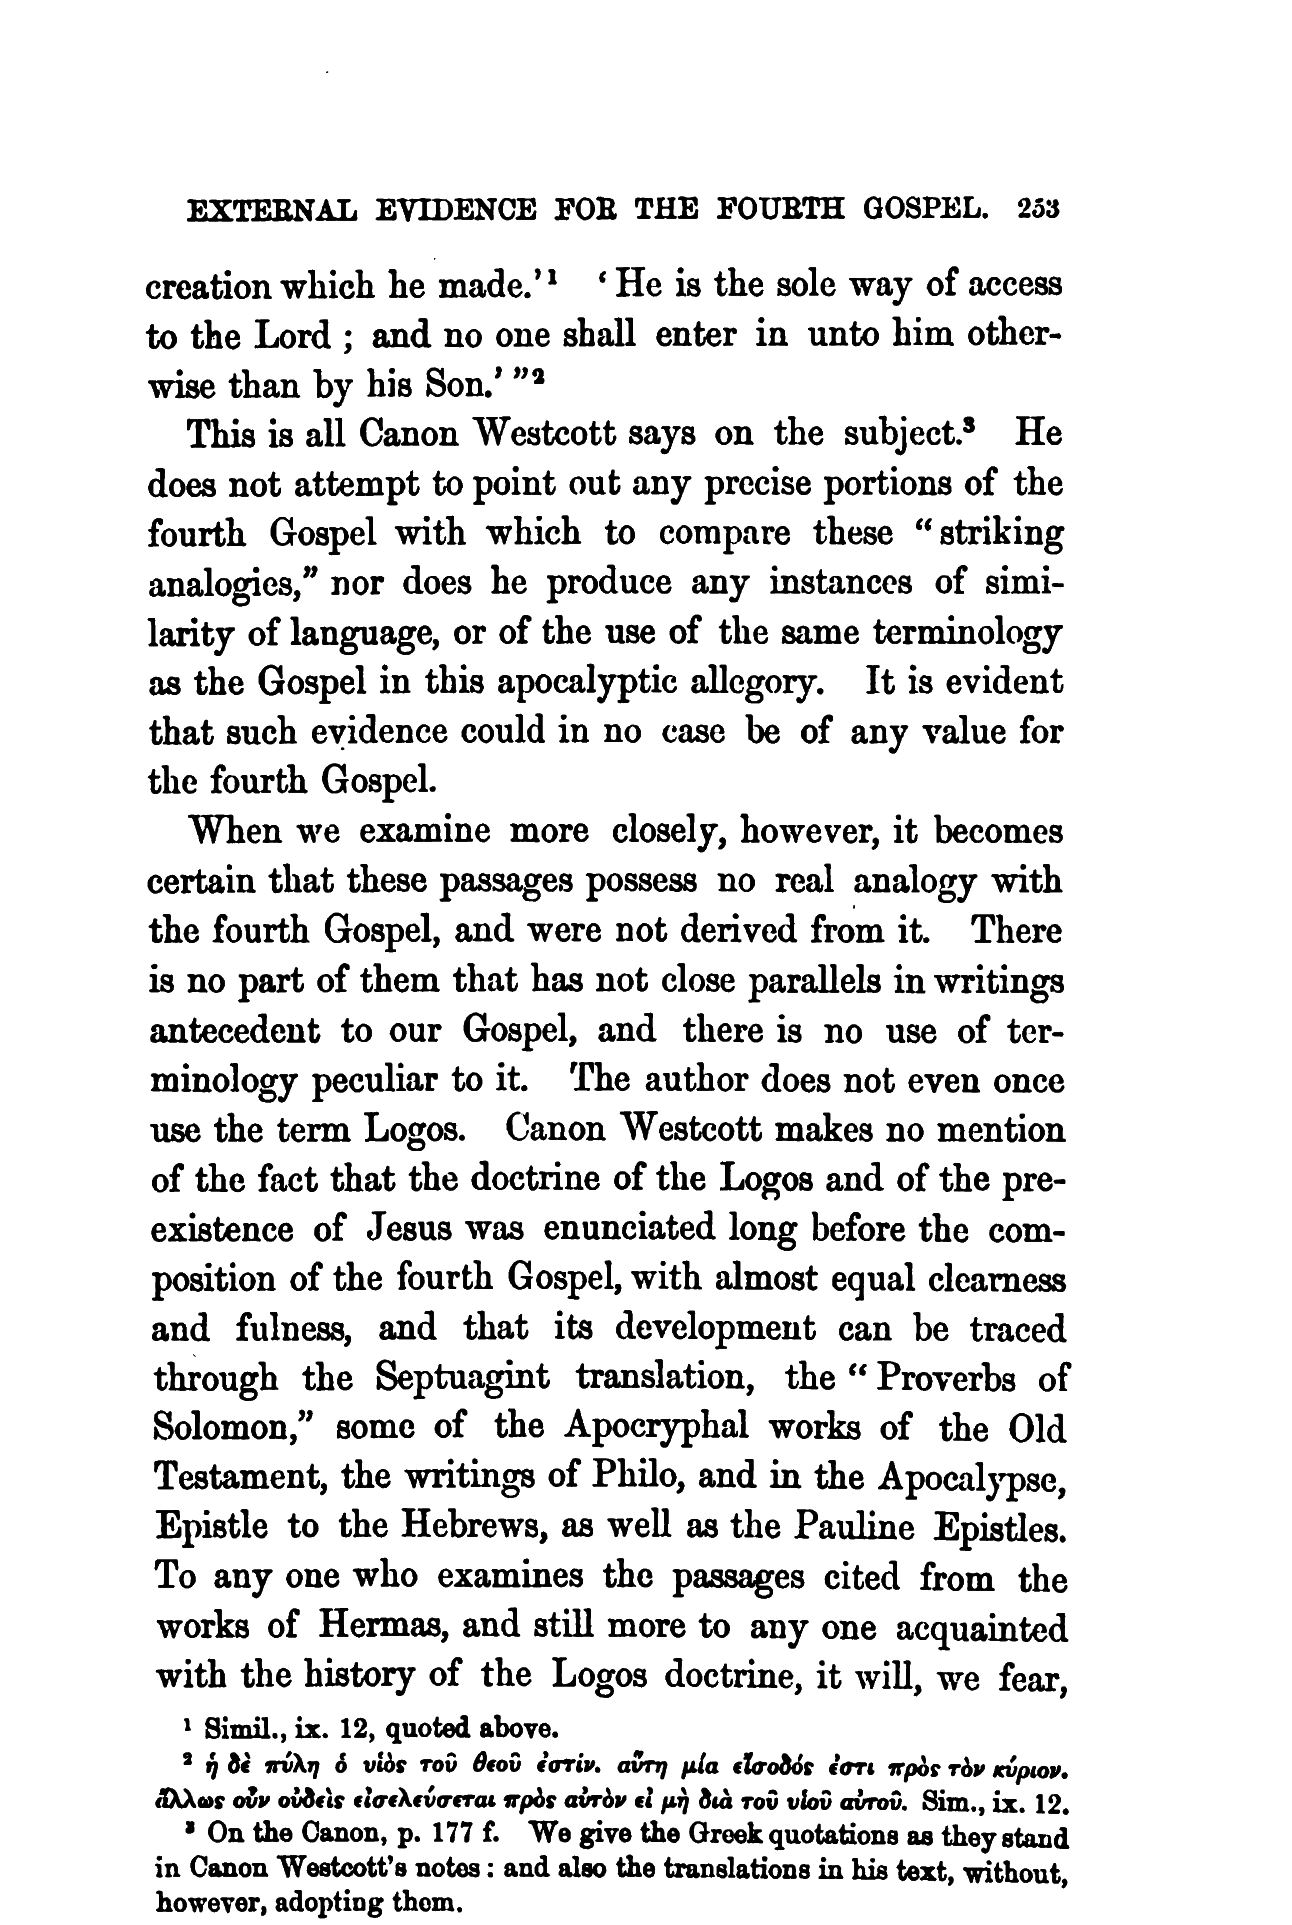 EXTERNAL EVIDENCE FOR THE FOURTH GOSPEL. 253
creation which he made.'¹ ‘He is the sole way of access
to the Lord ; and no one shall enter in unto him other-
wise than by his Son.’”²
This is all Canon Westcott says on the subject.³ He
does not attempt to point out any precise portions of the
fourth Gospel with which to compare these “striking
analogies,” nor does he produce any instances of simi-
larity of language, or of the use of the same terminology
as the Gospel in this apocalyptic allegory. It is evident
that such evidence could in no case be of any value for
the fourth Gospel.
When we examine more closely, however, it becomes
certain that these passages possess no real analogy with
the fourth Gospel, and were not derived from it. There
is no part of them that has not close parallels in writings
antecedent to our Gospel, and there is no use of ter-
minology peculiar to it. The author does not even once
use the term Logos. Canon Westcott makes no mention
of the fact that the doctrine of the Logos and of the pre-
existence of Jesus was enunciated long before the com-
position of the fourth Gospel, with almost equal clearness
and fulness, and that its development can be traced
through the Septuagint translation, the “Proverbs of
Solomon,” some of the Apocryphal works of the Old
Testament, the writings of Philo, and in the Apocalypse,
Epistle to the Hebrews, as well as the Pauline Epistles.
To any one who examines the passages cited from the
works of Hermas, and still more to any one acquainted
with the history of the Logos doctrine, it will, we fear,
¹ Simil., ix. 12, quoted above.
² ἡ δὲ πύλη ὁ υἱὸς τοῦ θεοῦ ἐστίν. αὕτη μία εἴσοδός ἐστι πρὸς τὸν κύριον.
ἄλλως οὖν οὐδεὶς εἰσελεύσεται πρὸς αὐτὸν εἰ μὴ διὰ τοῦ υἱοῦ αὐτοῦ. Sim., ix. 12.
³ On the Canon, p. 177 f. We give the Greek quotations as they stand
in Canon Westcott's notes : and also the translations in his text, without,
however, adopting them.